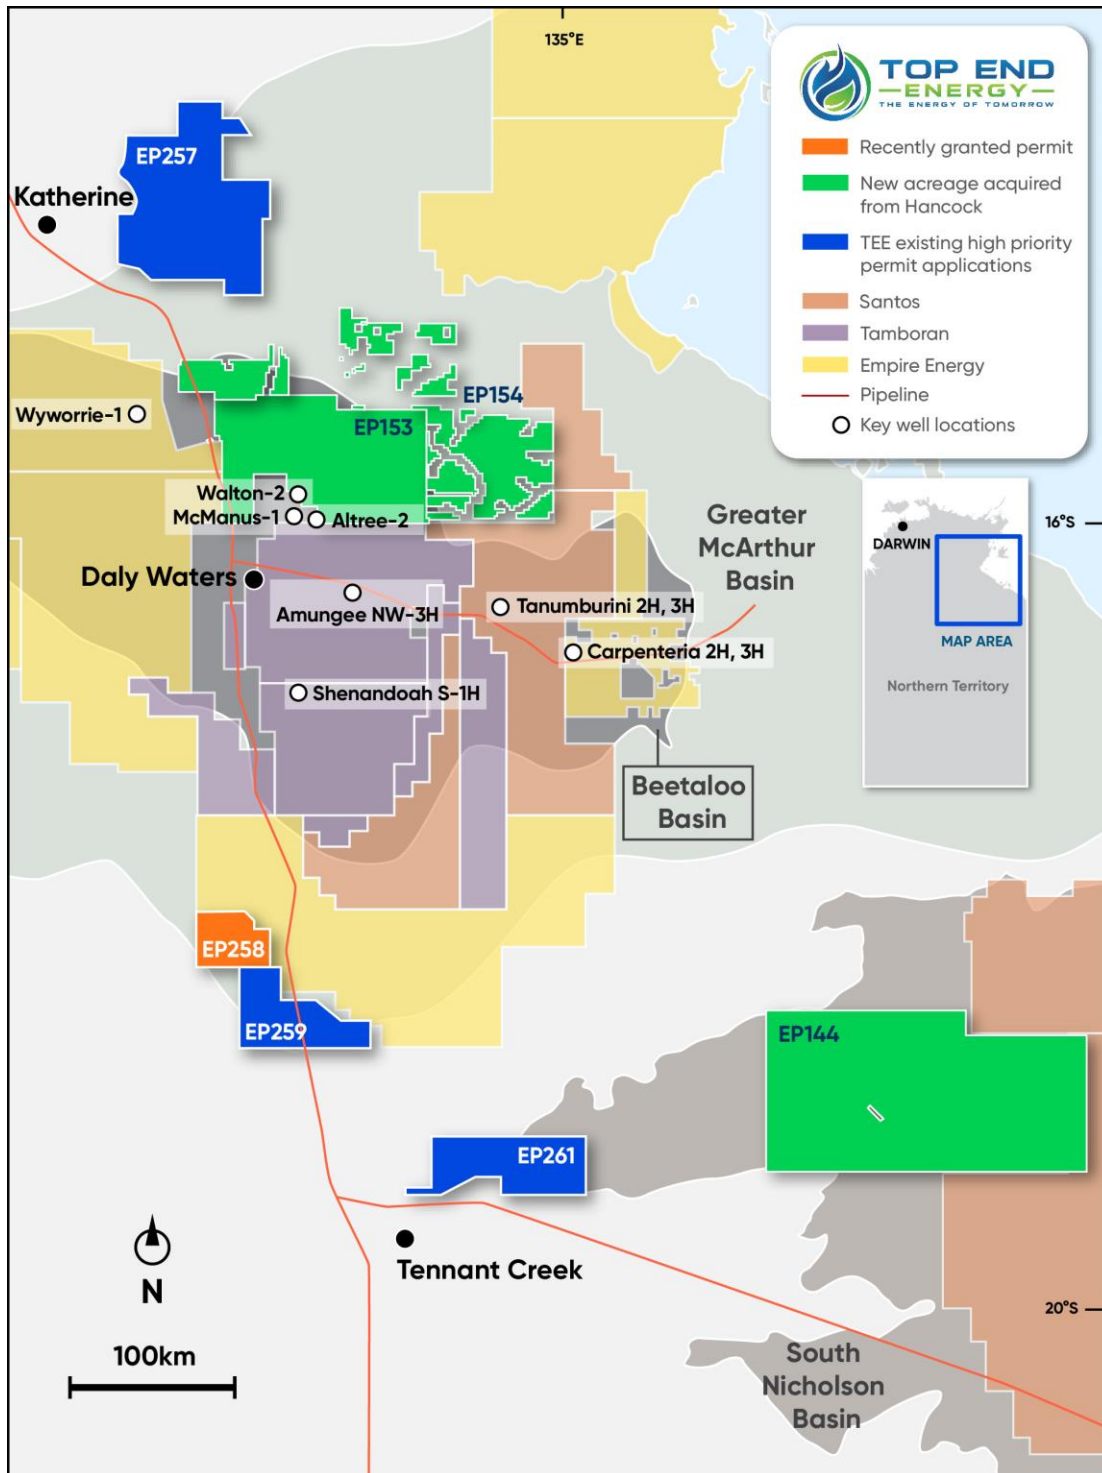 135°E
TOP END
ENERGY
THE ENERGY OF TOMORROW
Recently granted permit
New acreage acquired
from Hancock
TEE existing high priority
permit applications
Santos
Tamboran
Empire Energy
Pipeline
Key well locations
EP257
Katherine
EP154
Wyworrie-1
EP153
Walton-2
McManus-1
Altree-2
Greater
McArthur
Basin
16°S
DARWIN
MAP AREA
Northern Territory
Daly Waters
Amungee NW-3H
Tanumburini 2H, 3H
Carpenteria 2H, 3H
Shenandoah S-1H
Beetaloo
Basin
EP258
EP259
EP144
EP261
Tennant Creek
N
100km
20°S
South
Nicholson
Basin